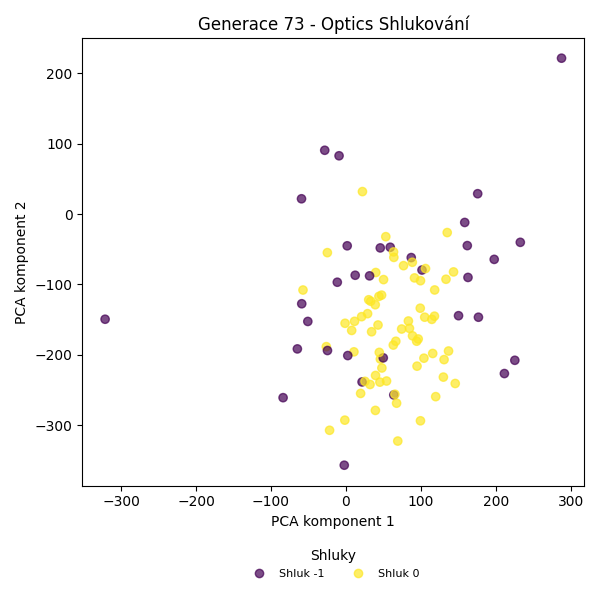 Generace 73 - Optics Shlukování
200
100
0
−100
−200
−300
PCA komponent 2
−300
−200
−100
0
100
200
300
PCA komponent 1
Shluky
Shluk -1
Shluk 0